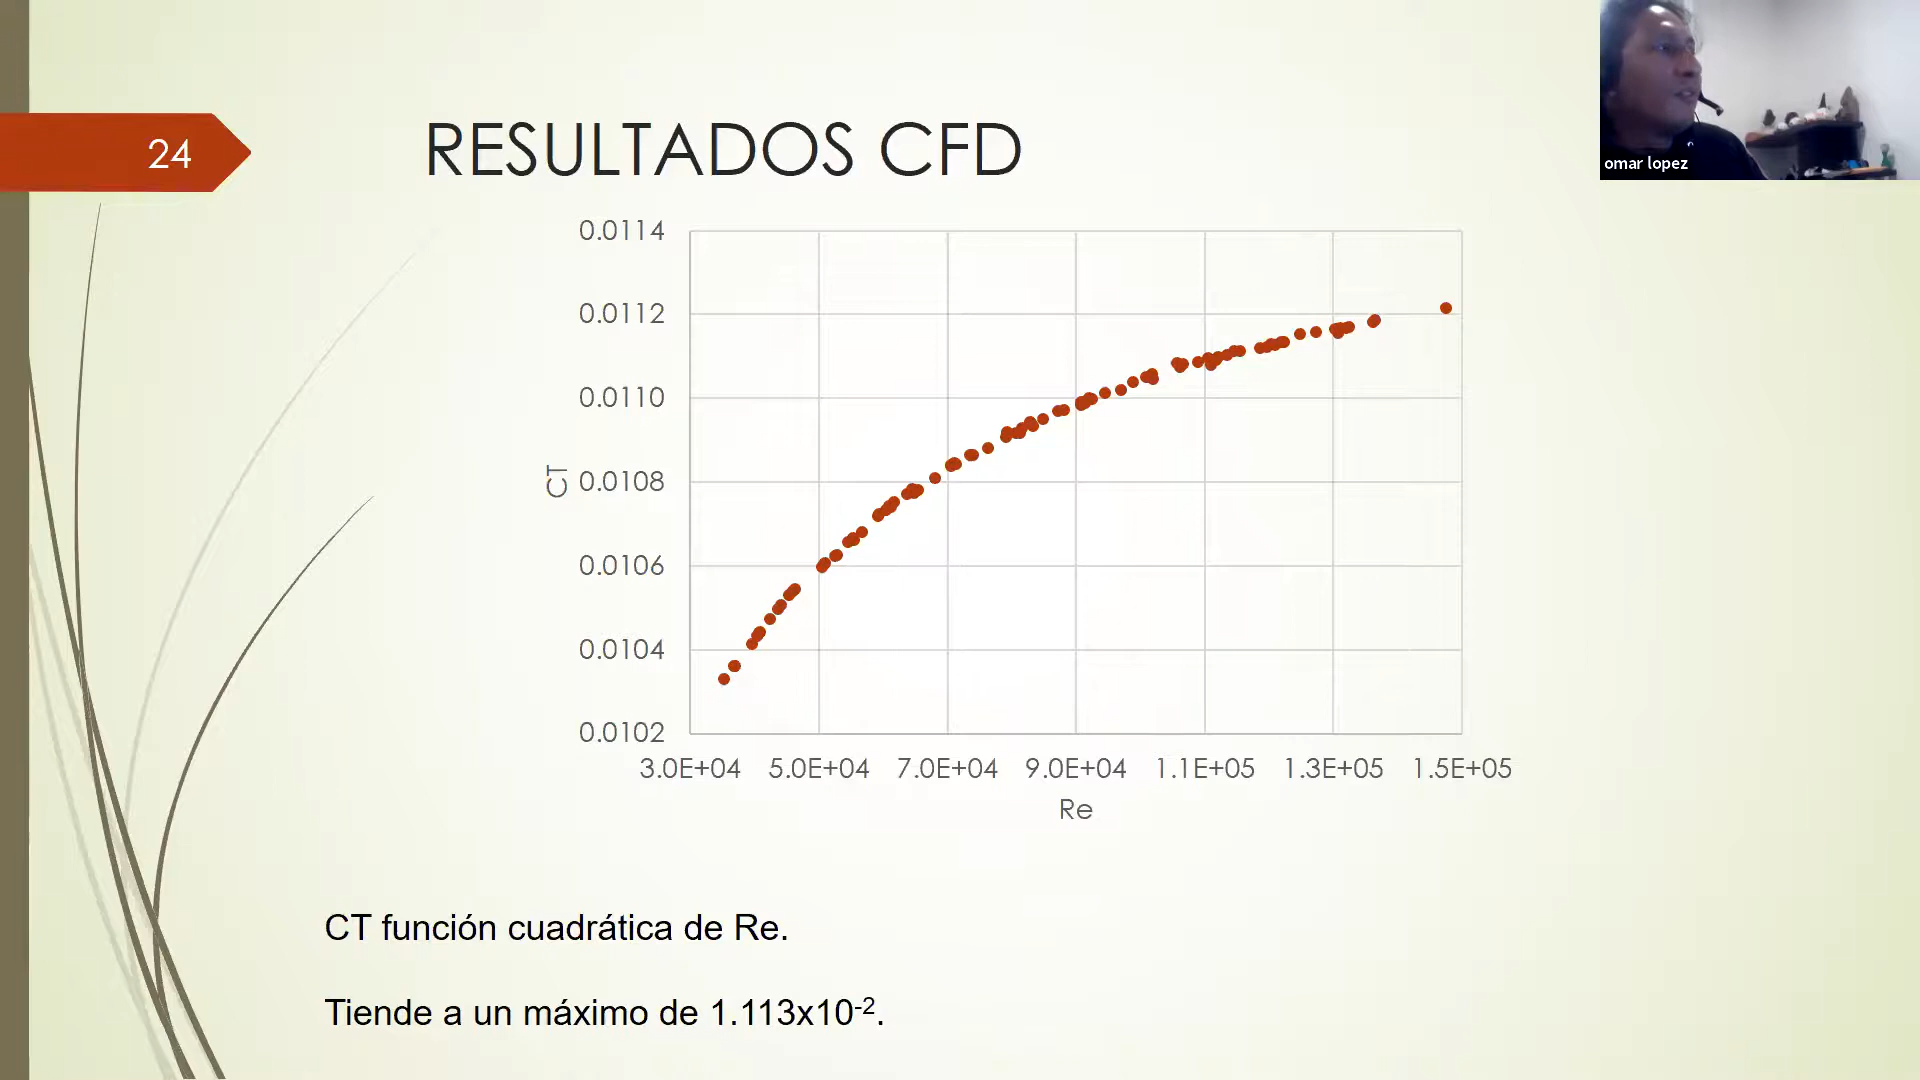 24
RESULTADOS CFD
omar lopez
0.0114
0.0112
0.0110
CT 0.0108
0.0106
0.0104
0.0102
3.0E+04 5.0E+04 7.0E+04 9.0E+04 1.1E+05 1.3E+05 1.5E+05
Re
CT función cuadrática de Re.
Tiende a un máximo de 1.113x10⁻².